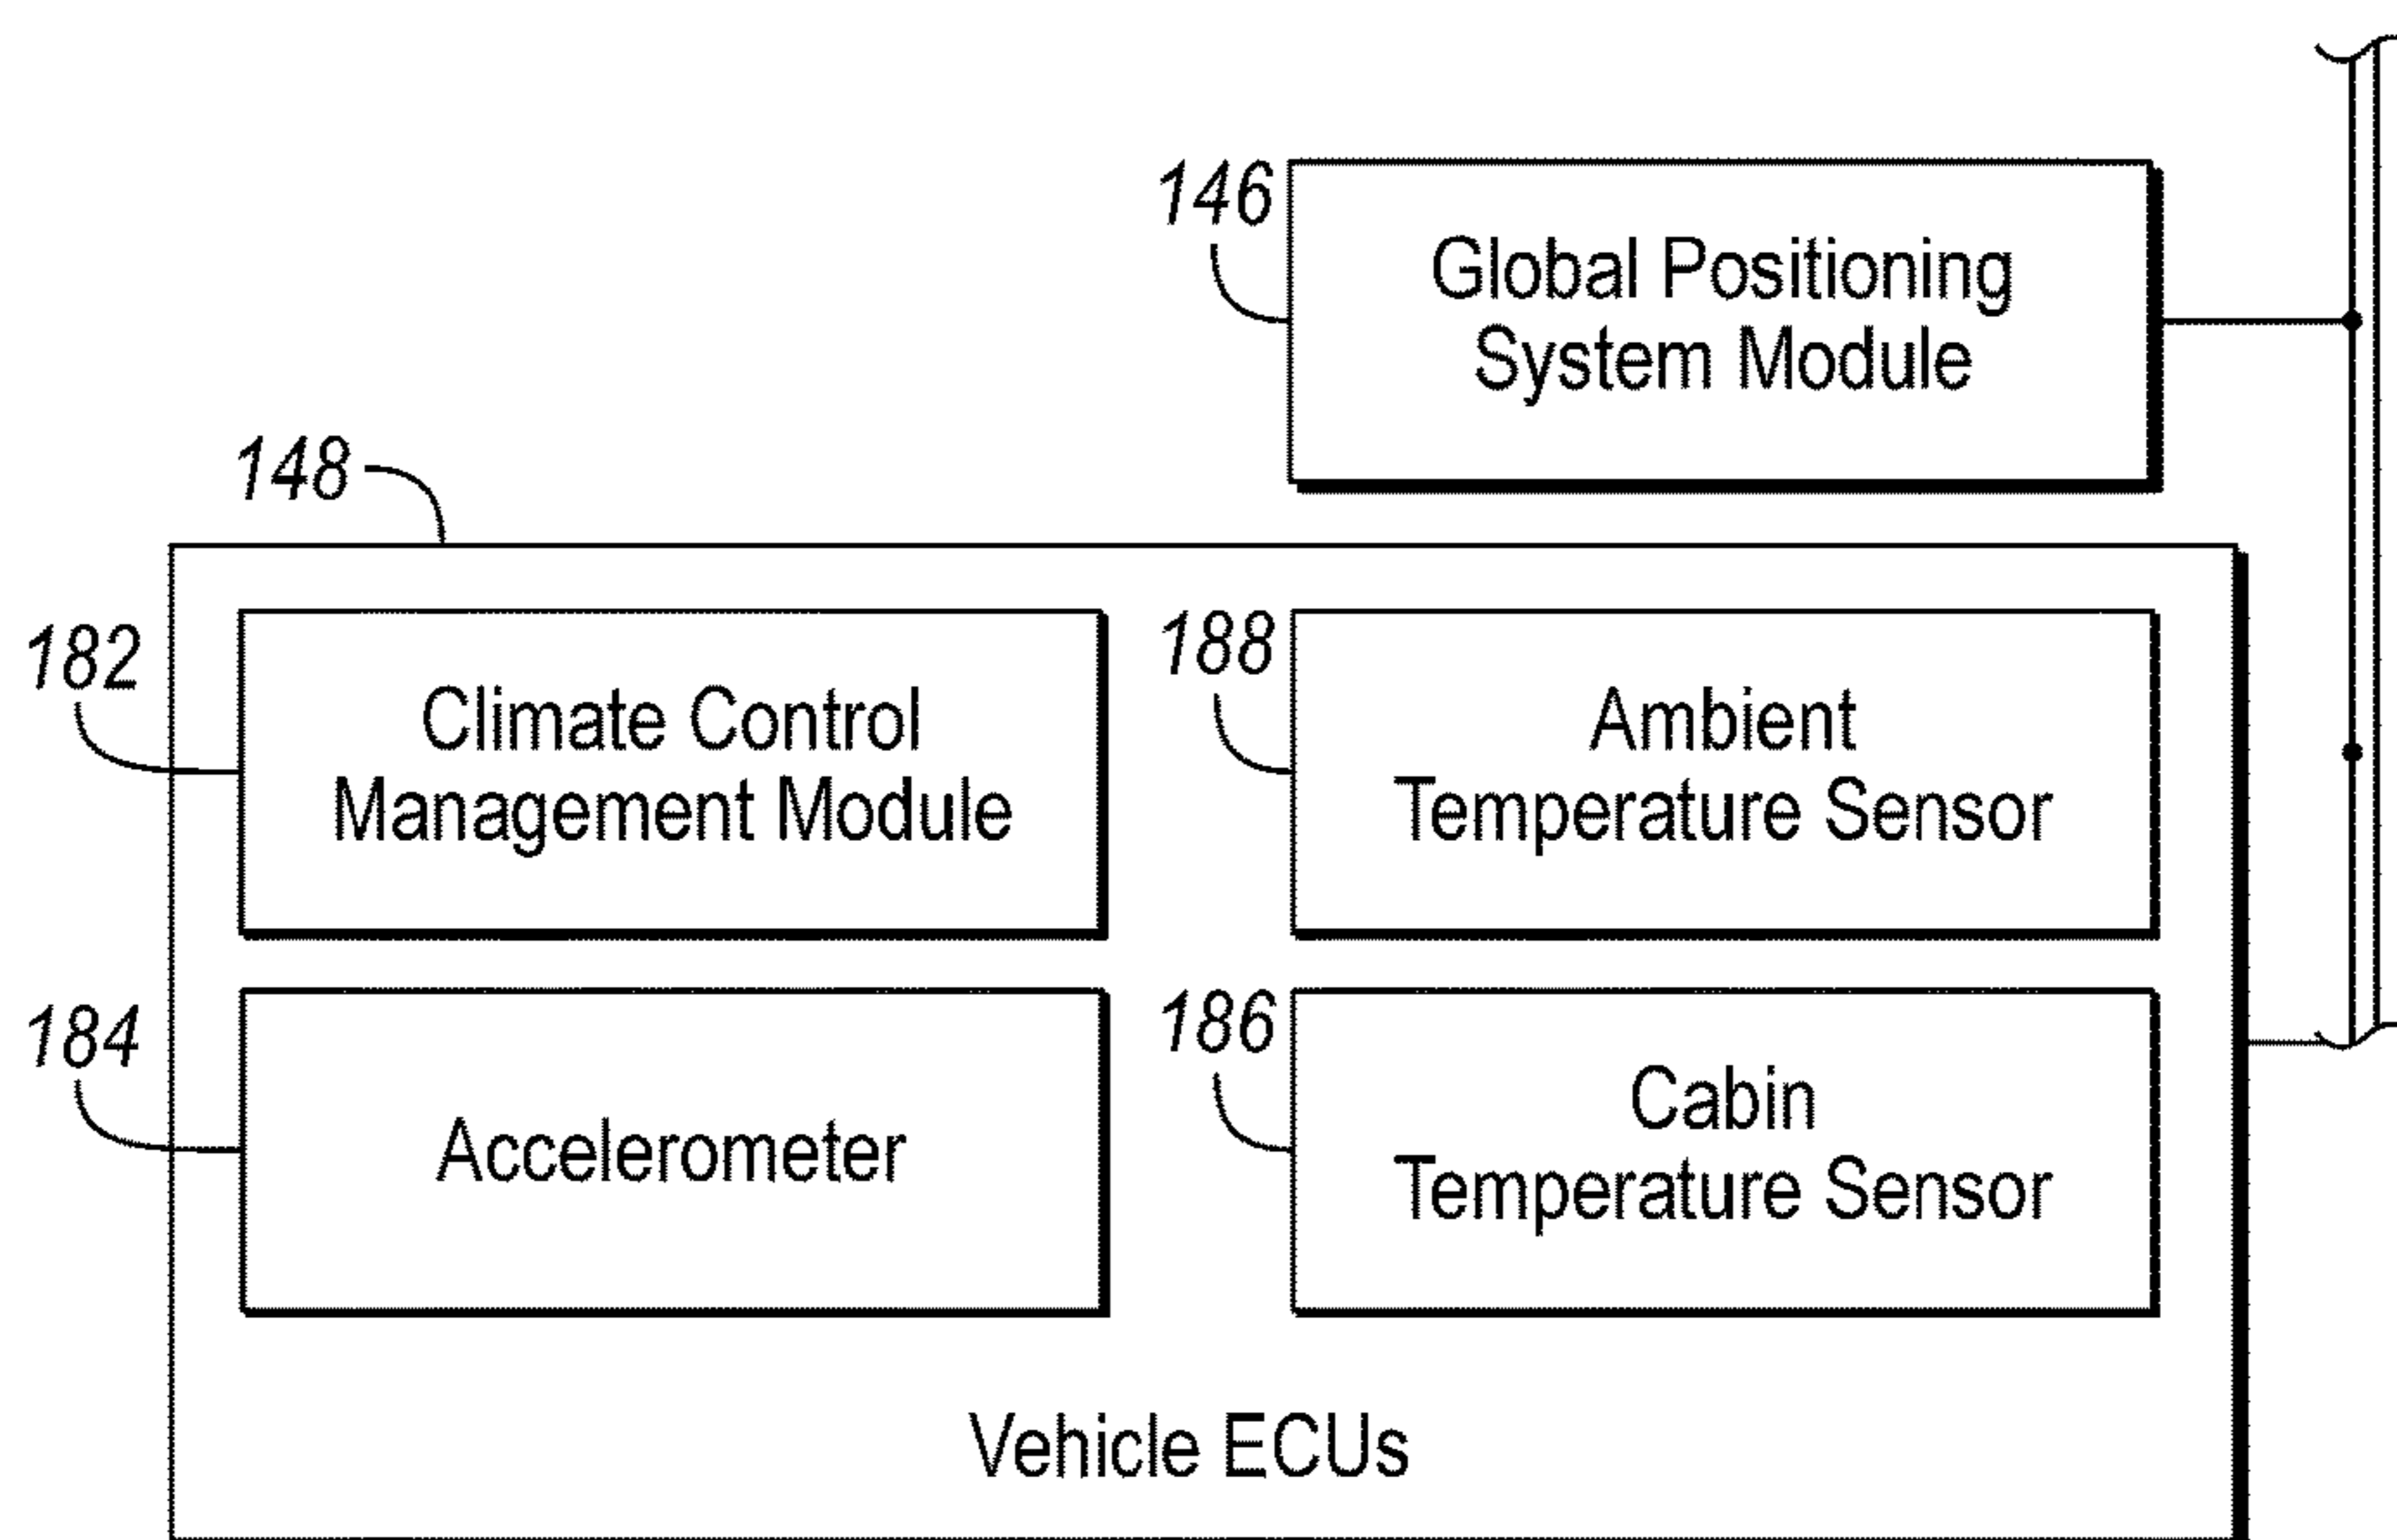 146
Global Positioning
System Module
148
182
Climate Control
Management Module
188
Ambient
Temperature Sensor
184
Accelerometer
186
Cabin
Temperature Sensor
Vehicle ECUs